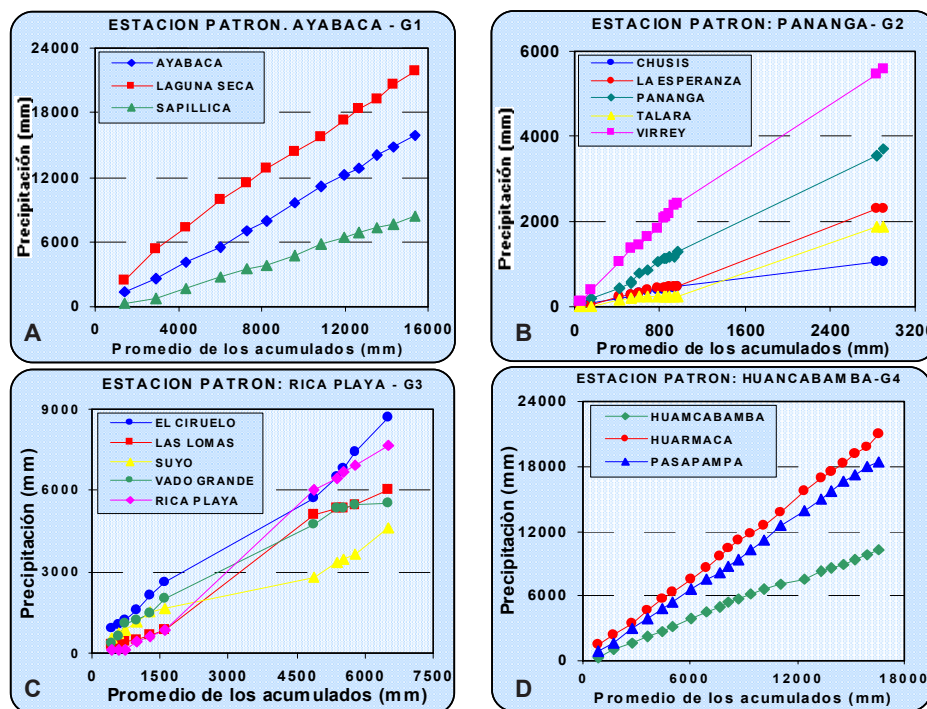 ESTACION PATRON. AYABACA - G1
24000
18000
12000
6000
0
Precipitación (mm)
AYABACA
LAGUNA SECA
SAPILLICA
0 4000 8000 12000 16000
A
Promedio de los acumulados (mm)
ESTACION PATRON: PANANGA- G2
6000
4000
2000
0
Precipitación (mm)
CHUSIS
LA ESPERANZA
PANANGA
TALARA
VIRREY
0 800 1600 2400 3200
B
Promedio de los acumulados (mm)
ESTACION PATRON: RICA PLAYA - G3
9000
6000
3000
0
Precipitación (mm)
EL CIRUELO
LAS LOMAS
SUYO
VADO GRANDE
RICA PLAYA
0 1500 3000 4500 6000 7500
C
Promedio de los acumulados (mm)
ESTACION PATRON: HUANCABAMBA-G4
24000
18000
12000
6000
0
Precipitación (mm)
HUAMCABAMBA
HUARMACA
PASAPAMPA
0 6000 12000 18000
D
Promedio de los acumulados (mm)